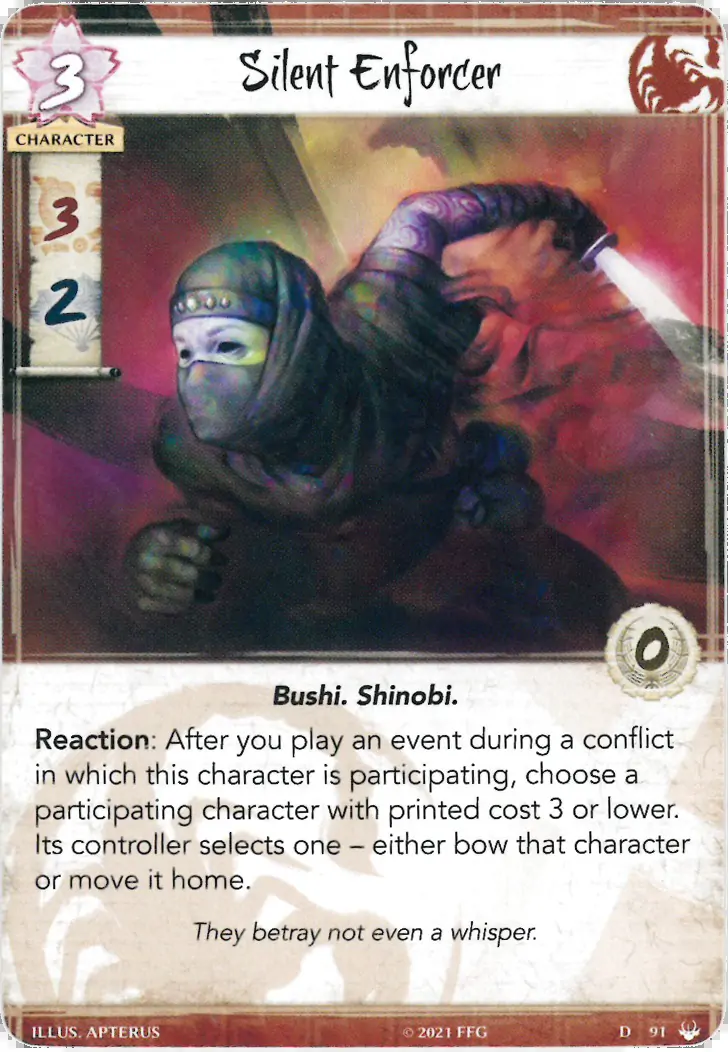 3
Silent Enforcer
CHARACTER
3
2
0
Bushi. Shinobi.
Reaction: After you play an event during a conflict
in which this character is participating, choose a
participating character with printed cost 3 or lower.
Its controller selects one – either bow that character
or move it home.
They betray not even a whisper.
ILLUS. APTERUS © 2021 FFG D 91